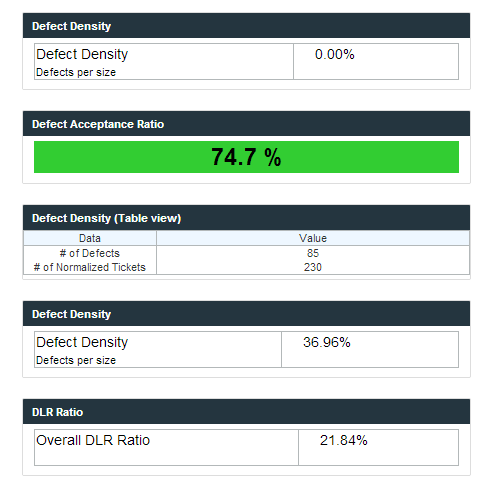 Defect Density
Defect Density 0.00%
Defects per size
Defect Acceptance Ratio
74.7 %
Defect Density (Table view)
Data Value
# of Defects 85
# of Normalized Tickets 230
Defect Density
Defect Density 36.96%
Defects per size
DLR Ratio
Overall DLR Ratio 21.84%